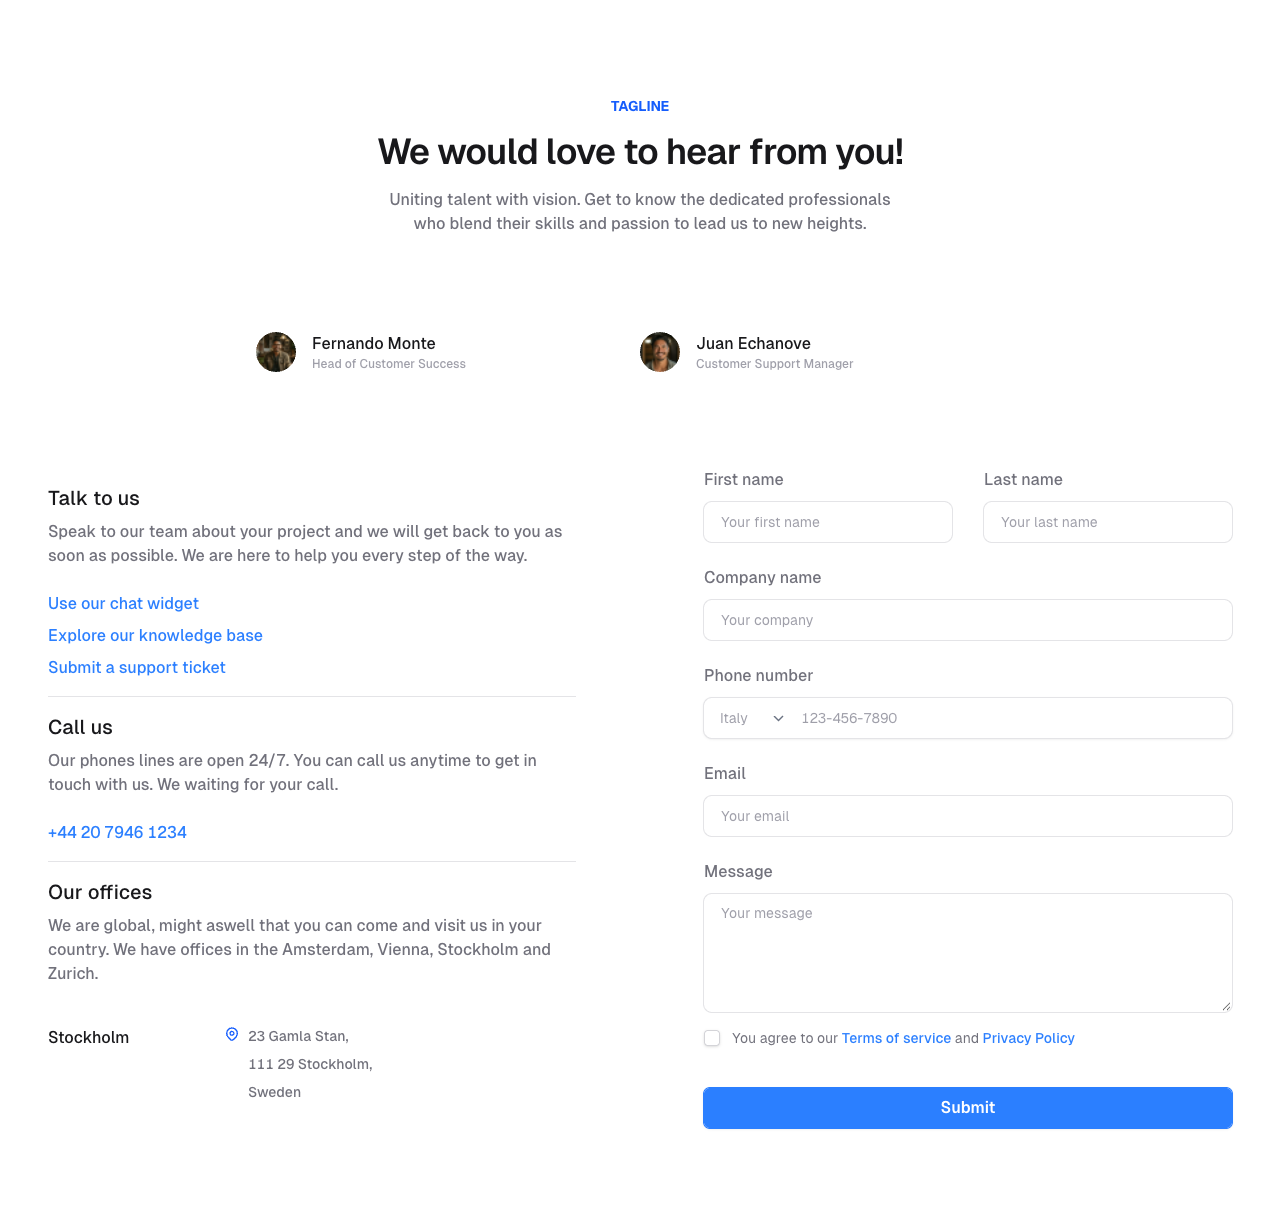 TAGLINE
We would love to hear from you!
Uniting talent with vision. Get to know the dedicated professionals
who blend their skills and passion to lead us to new heights.
Fernando Monte
Head of Customer Success
Juan Echanove
Customer Support Manager
Talk to us
Speak to our team about your project and we will get back to you as
soon as possible. We are here to help you every step of the way.
Use our chat widget
Explore our knowledge base
Submit a support ticket
Call us
Our phones lines are open 24/7. You can call us anytime to get in
touch with us. We waiting for your call.
+44 20 7946 1234
Our offices
We are global, might aswell that you can come and visit us in your
country. We have offices in the Amsterdam, Vienna, Stockholm and
Zurich.
Stockholm
23 Gamla Stan,
111 29 Stockholm,
Sweden
First name
Your first name
Last name
Your last name
Company name
Your company
Phone number
Italy
123-456-7890
Email
Your email
Message
Your message
You agree to our Terms of service and Privacy Policy
Submit